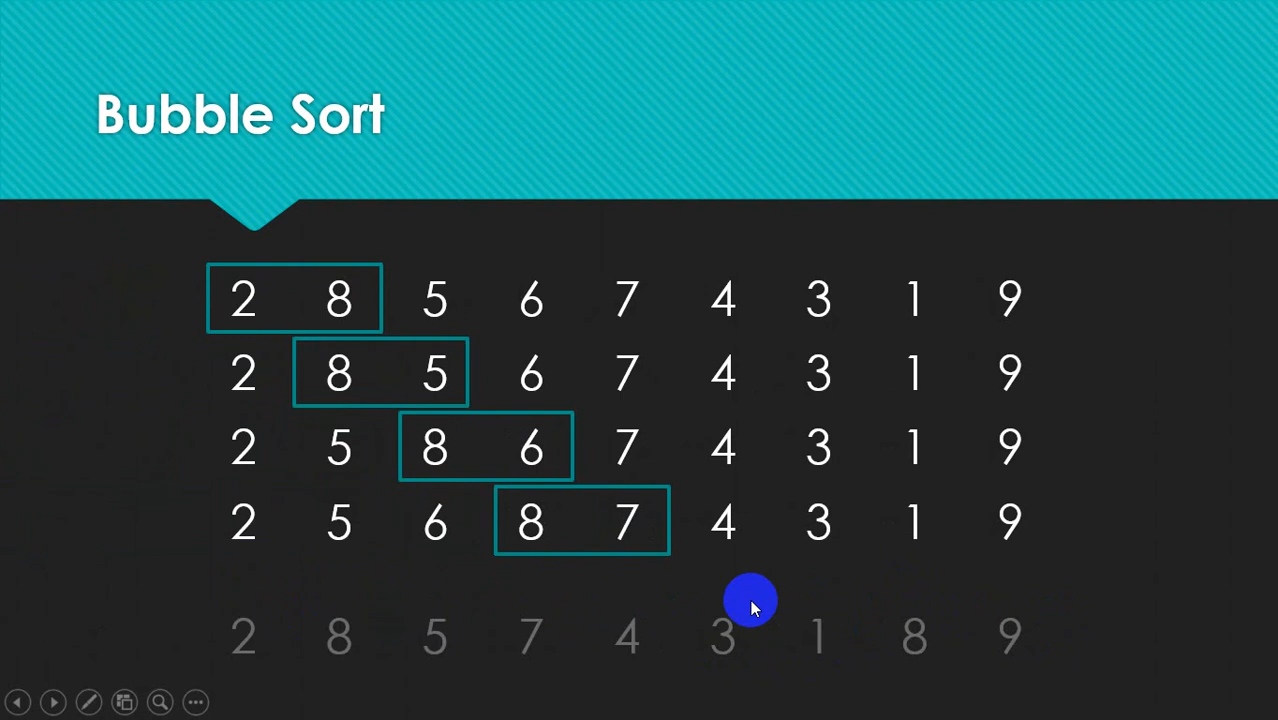 Bubble Sort
2 8 5 6 7 4 3 1 9
2 8 5 6 7 4 3 1 9
2 5 8 6 7 4 3 1 9
2 5 6 8 7 4 3 1 9
2 8 5 7 4 3 1 8 9